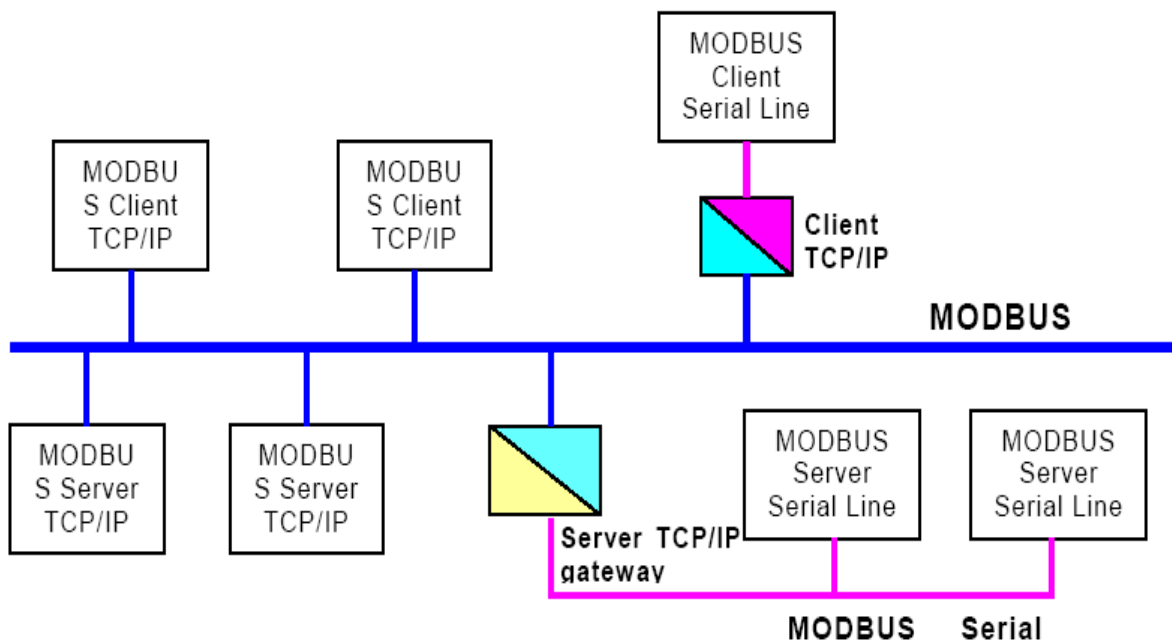 MODBUS
Client
Serial Line
MODBU
S Client
TCP/IP
MODBU
S Client
TCP/IP
Client
TCP/IP
MODBUS
MODBU
S Server
TCP/IP
MODBU
S Server
TCP/IP
Server TCP/IP
gateway
MODBUS
Server
Serial Line
MODBUS
Server
Serial Line
MODBUS Serial